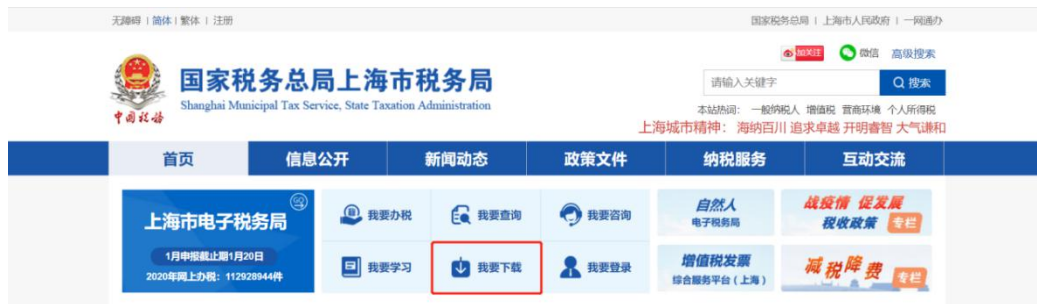 无障碍 | 简体 | 繁体 | 注册
国家税务总局 | 上海市人民政府 | 一网通办
加关注 微信 高级搜索
国家税务总局上海市税务局
Shanghai Municipal Tax Service, State Taxation Administration
中国税务
请输入关键字 搜索
本站热词： 一般纳税人 增值税 营商环境 个人所得税
上海城市精神： 海纳百川 追求卓越 开明睿智 大气谦和
首页 信息公开 新闻动态 政策文件 纳税服务 互动交流
上海市电子税务局
1月申报截止期1月20日
2020年网上办税：112928944件
我要办税 我要查询 我要咨询
我要学习 我要下载 我要登录
自然人
电子税务局
战疫情 促发展
税收政策 专栏
增值税发票
综合服务平台（上海）
减税降费 专栏